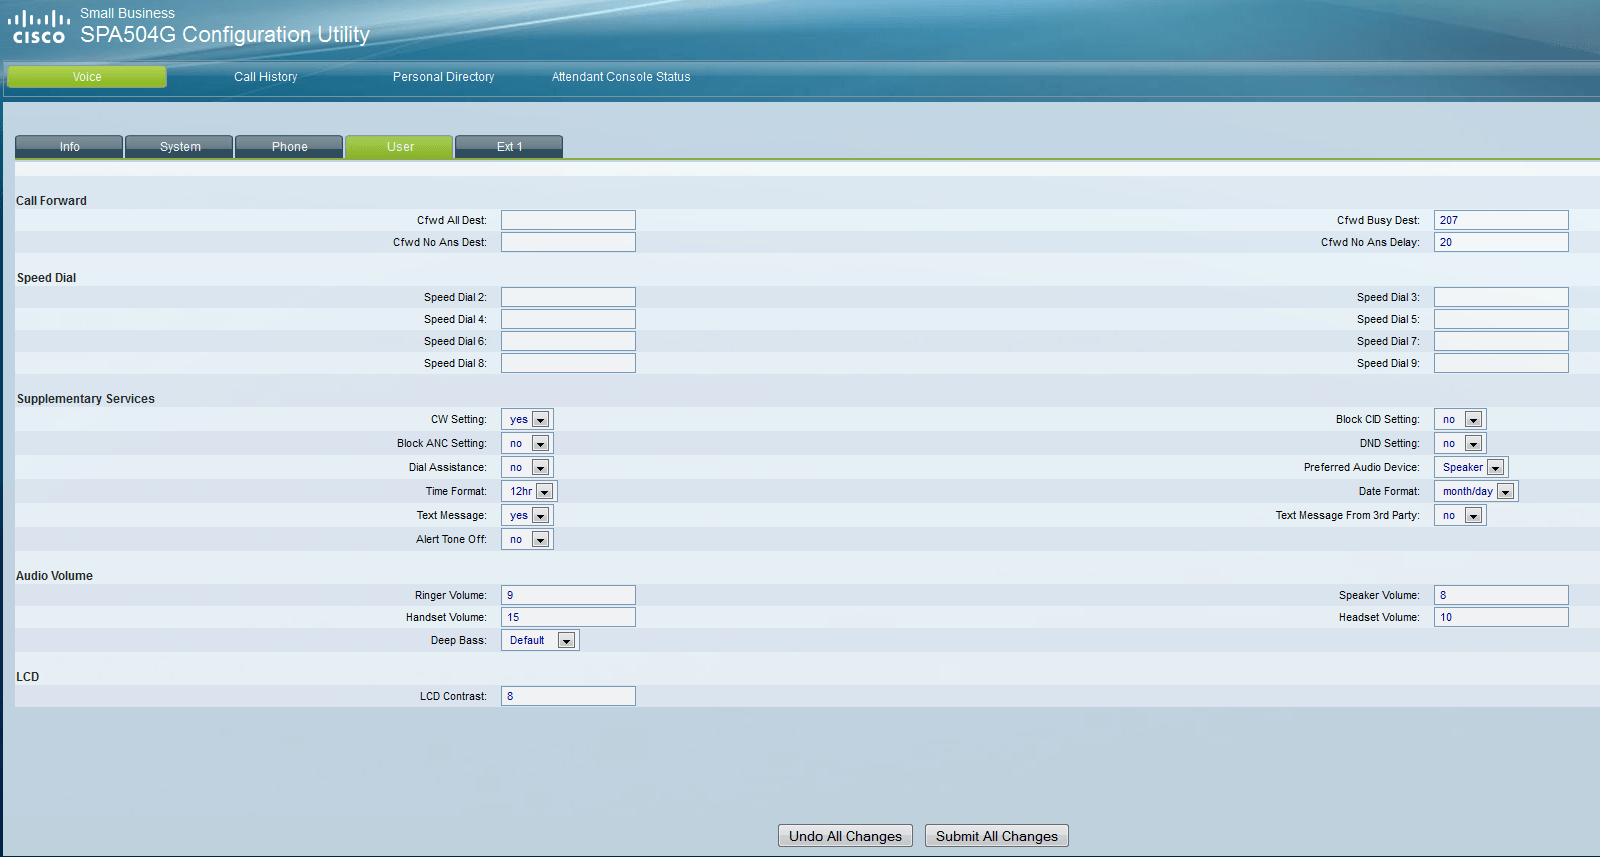 Small Business
cisco SPA504G Configuration Utility
Voice Call History Personal Directory Attendant Console Status
Info System Phone User Ext 1
Call Forward
Cfwd All Dest: Cfwd Busy Dest: 207
Cfwd No Ans Dest: Cfwd No Ans Delay: 20
Speed Dial
Speed Dial 2: Speed Dial 3:
Speed Dial 4: Speed Dial 5:
Speed Dial 6: Speed Dial 7:
Speed Dial 8: Speed Dial 9:
Supplementary Services
CW Setting: yes Block CID Setting: no
Block ANC Setting: no DND Setting: no
Dial Assistance: no Preferred Audio Device: Speaker
Time Format: 12hr Date Format: month/day
Text Message: yes Text Message From 3rd Party: no
Alert Tone Off: no
Audio Volume
Ringer Volume: 9 Speaker Volume: 8
Handset Volume: 15 Headset Volume: 10
Deep Bass: Default
LCD
LCD Contrast: 8
Undo All Changes Submit All Changes